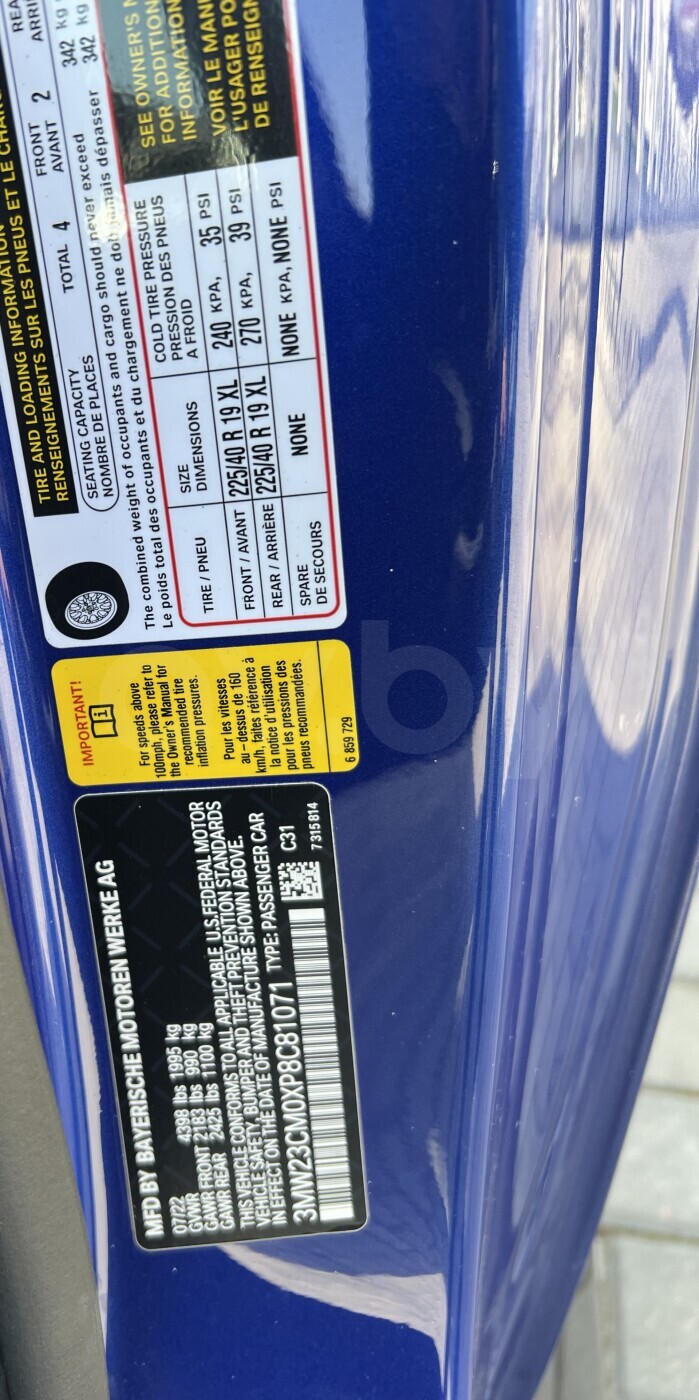 MFD BY BAYERISCHE MOTOREN WERKE AG
07/22
GVWR 4398 lbs 1995 kg
GAWR FRONT 2183 lbs 990 kg
GAWR REAR 2425 lbs 1100 kg
THIS VEHICLE CONFORMS TO ALL APPLICABLE U.S.FEDERAL MOTOR
VEHICLE SAFETY, BUMPER AND THEFT PREVENTION STANDARDS
IN EFFECT ON THE DATE OF MANUFACTURE SHOWN ABOVE.
3MW23CM0XP8C81071 TYPE: PASSENGER CAR
C31
7 315 814
IMPORTANT!
For speeds above
100mph, please refer to
the Owner's Manual for
recommended tire
inflation pressures.
Pour les vitesses
au-dessus de 160
km/h, faites référence à
la notice d'utilisation
pour les pressions des
pneus recommandées.
6 859 729
TIRE AND LOADING INFORMATION
RENSEIGNEMENTS SUR LES PNEUS ET LE
SEATING CAPACITY
NOMBRE DE PLACES
TOTAL 4
FRONT
AVANT 2
342 kg
342 kg
The combined weight of occupants and cargo should never exceed
Le poids total des occupants et du chargement ne doit jamais dépasser
TIRE / PNEU
SIZE
DIMENSIONS
COLD TIRE PRESSURE
PRESSION DES PNEUS
A FROID
FRONT / AVANT 225/40 R 19 XL 240 KPA, 35 PSI
REAR / ARRIÈRE 225/40 R 19 XL 270 KPA, 39 PSI
SPARE
DE SECOURS
NONE NONE KPA, NONE PSI
SEE OWNER'S
FOR ADDITION
INFORMATION
VOIR LE
L'USAGER
DE